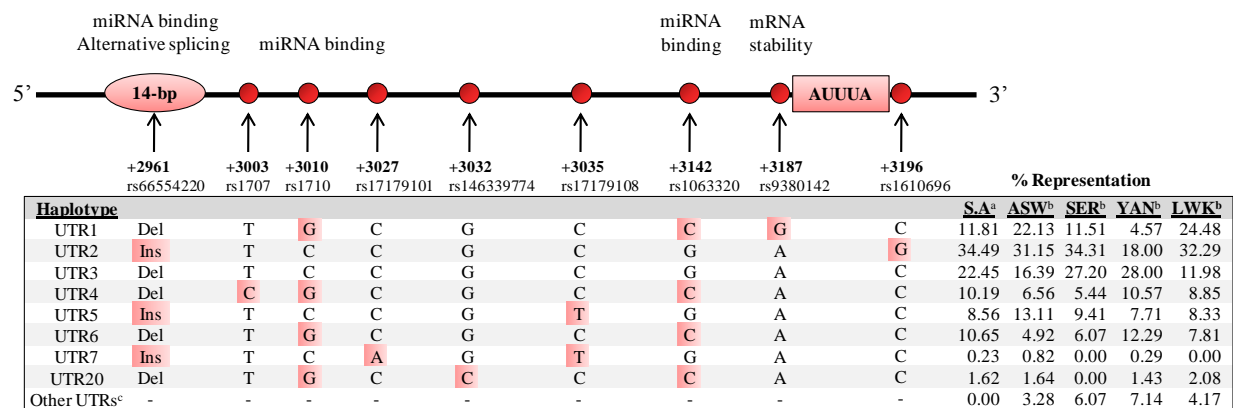 miRNA binding
Alternative splicing
miRNA binding
miRNA
binding
mRNA
stability
5’ 14-bp AUUUA 3’
+2961 +3003 +3010 +3027 +3032 +3035 +3142 +3187 +3196
rs66554220 rs1707 rs1710 rs17179101 rs146339774 rs17179108 rs1063320 rs9380142 rs1610696
% Representation
Haplotype S.Aᵃ ASWᵇ SERᵇ YANᵇ LWKᵇ
UTR1 Del T G C G C C G C 11.81 22.13 11.51 4.57 24.48
UTR2 Ins T C C G C G A G 34.49 31.15 34.31 18.00 32.29
UTR3 Del T C C G C G A C 22.45 16.39 27.20 28.00 11.98
UTR4 Del C G C G C C A C 10.19 6.56 5.44 10.57 8.85
UTR5 Ins T C C G T G A C 8.56 13.11 9.41 7.71 8.33
UTR6 Del T G C G C C A C 10.65 4.92 6.07 12.29 7.81
UTR7 Ins T C A G T G A C 0.23 0.82 0.00 0.29 0.00
UTR20 Del T G C C C C A C 1.62 1.64 0.00 1.43 2.08
Other UTRsᶜ - - - - - - - - - 0.00 3.28 6.07 7.14 4.17